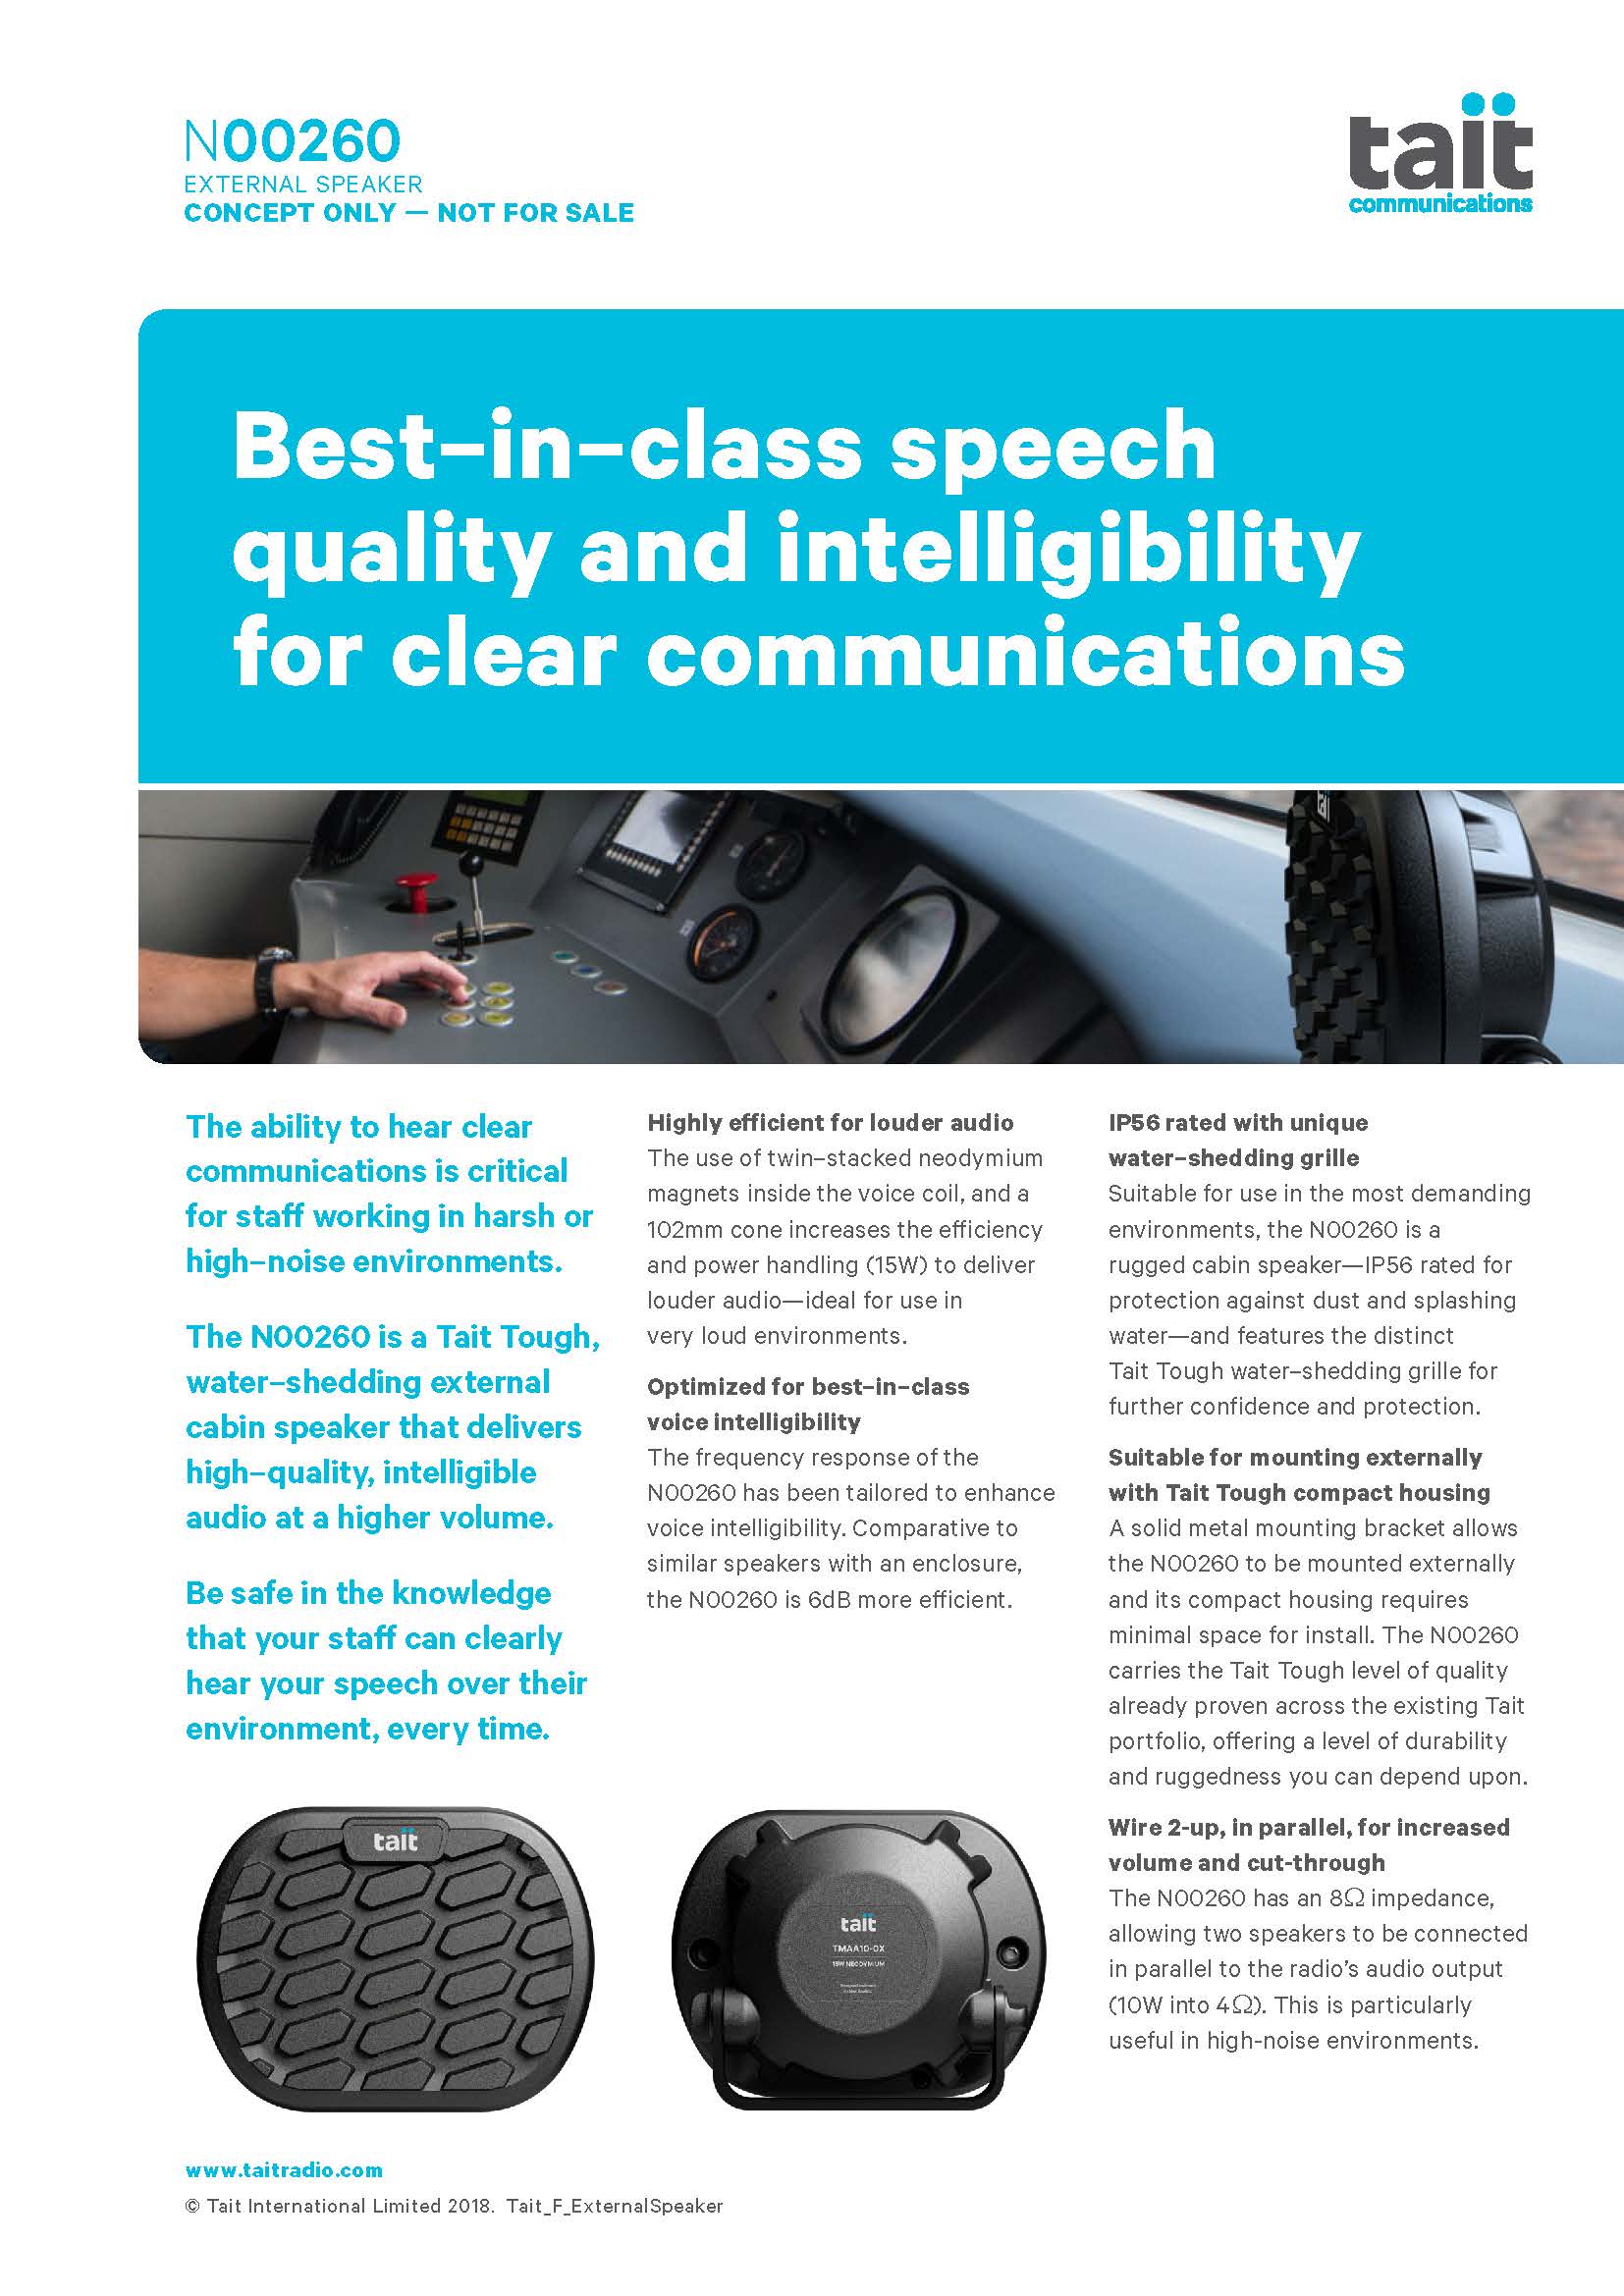 N00260
EXTERNAL SPEAKER
CONCEPT ONLY — NOT FOR SALE
tait
communications
Best–in–class speech
quality and intelligibility
for clear communications
The ability to hear clear
communications is critical
for staff working in harsh or
high–noise environments.
The N00260 is a Tait Tough,
water–shedding external
cabin speaker that delivers
high–quality, intelligible
audio at a higher volume.
Be safe in the knowledge
that your staff can clearly
hear your speech over their
environment, every time.
Highly efficient for louder audio
The use of twin–stacked neodymium
magnets inside the voice coil, and a
102mm cone increases the efficiency
and power handling (15W) to deliver
louder audio—ideal for use in
very loud environments.
Optimized for best–in–class
voice intelligibility
The frequency response of the
N00260 has been tailored to enhance
voice intelligibility. Comparative to
similar speakers with an enclosure,
the N00260 is 6dB more efficient.
IP56 rated with unique
water–shedding grille
Suitable for use in the most demanding
environments, the N00260 is a
rugged cabin speaker—IP56 rated for
protection against dust and splashing
water—and features the distinct
Tait Tough water–shedding grille for
further confidence and protection.
Suitable for mounting externally
with Tait Tough compact housing
A solid metal mounting bracket allows
the N00260 to be mounted externally
and its compact housing requires
minimal space for install. The N00260
carries the Tait Tough level of quality
already proven across the existing Tait
portfolio, offering a level of durability
and ruggedness you can depend upon.
Wire 2-up, in parallel, for increased
volume and cut-through
The N00260 has an 8Ω impedance,
allowing two speakers to be connected
in parallel to the radio's audio output
(10W into 4Ω). This is particularly
useful in high-noise environments.
tait
tait
TMAA10-0X
15W NEODYMIUM
www.taitradio.com
© Tait International Limited 2018. Tait_F_ExternalSpeaker